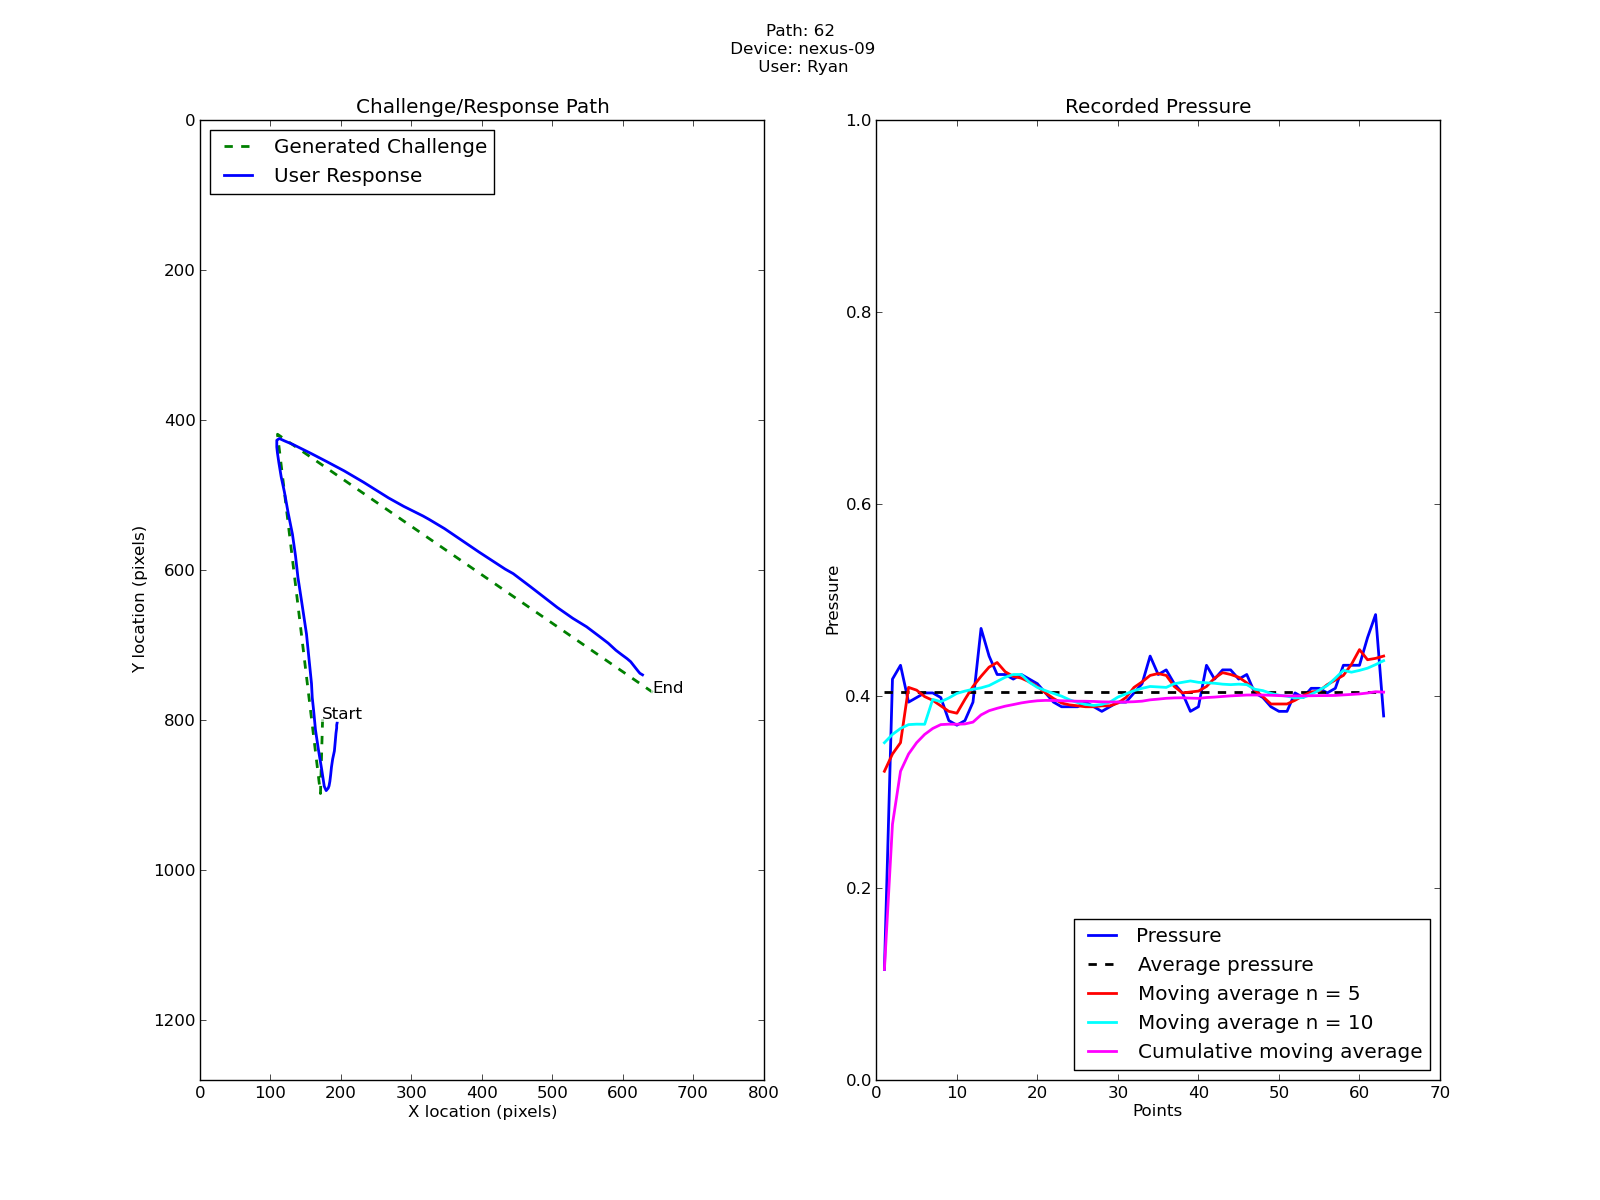 Path: 62
Device: nexus-09
User: Ryan
Challenge/Response Path
0
200
400
600
800
1000
1200
Y location (pixels)
Generated Challenge
User Response
Start
End
0 100 200 300 400 500 600 700 800
X location (pixels)
Recorded Pressure
1.0
0.8
0.6
0.4
0.2
0.0
Pressure
Pressure
Average pressure
Moving average n = 5
Moving average n = 10
Cumulative moving average
0 10 20 30 40 50 60 70
Points